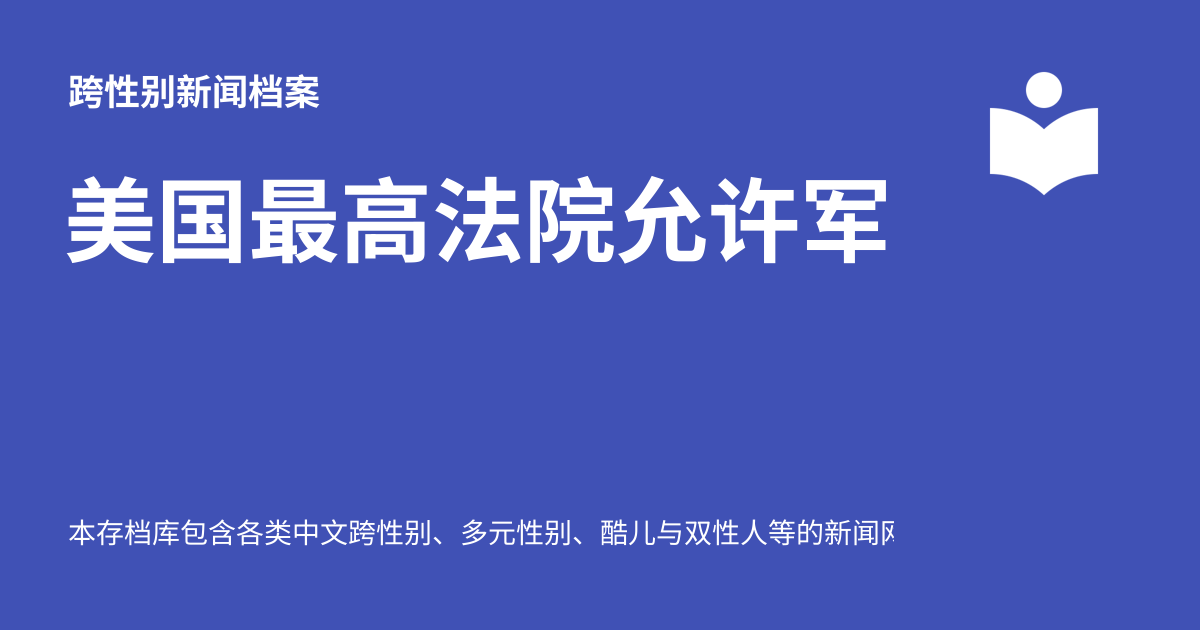 跨性别新闻档案
美国最高法院允许军
本存档库包含各类中文跨性别、多元性别、酷儿与双性人等的新闻网